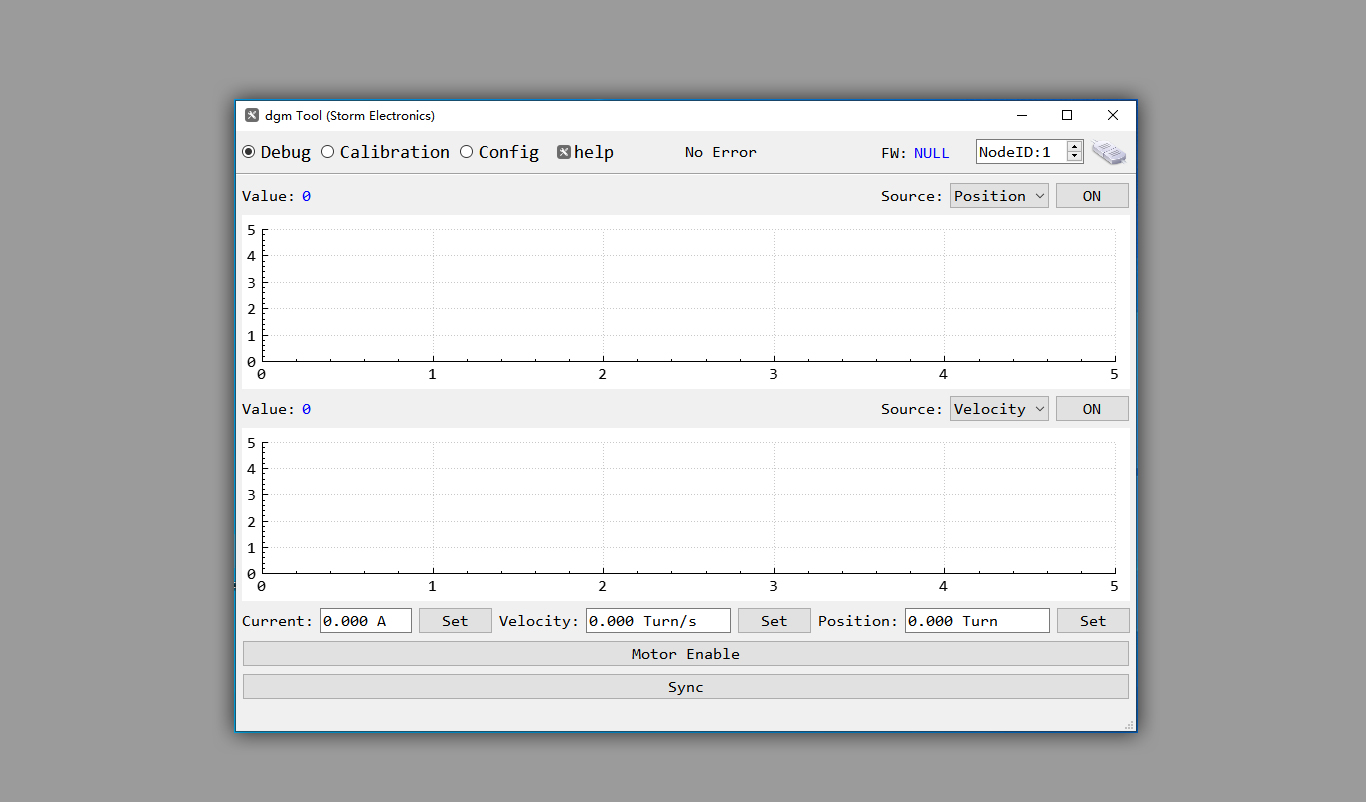 dgm Tool (Storm Electronics)
Debug Calibration Config help No Error FW: NULL NodeID:1
Value: 0 Source: Position ON
5
4
3
2
1
0
0 1 2 3 4 5
Value: 0 Source: Velocity ON
5
4
3
2
1
0
0 1 2 3 4 5
Current: 0.000 A Set Velocity: 0.000 Turn/s Set Position: 0.000 Turn Set
Motor Enable
Sync